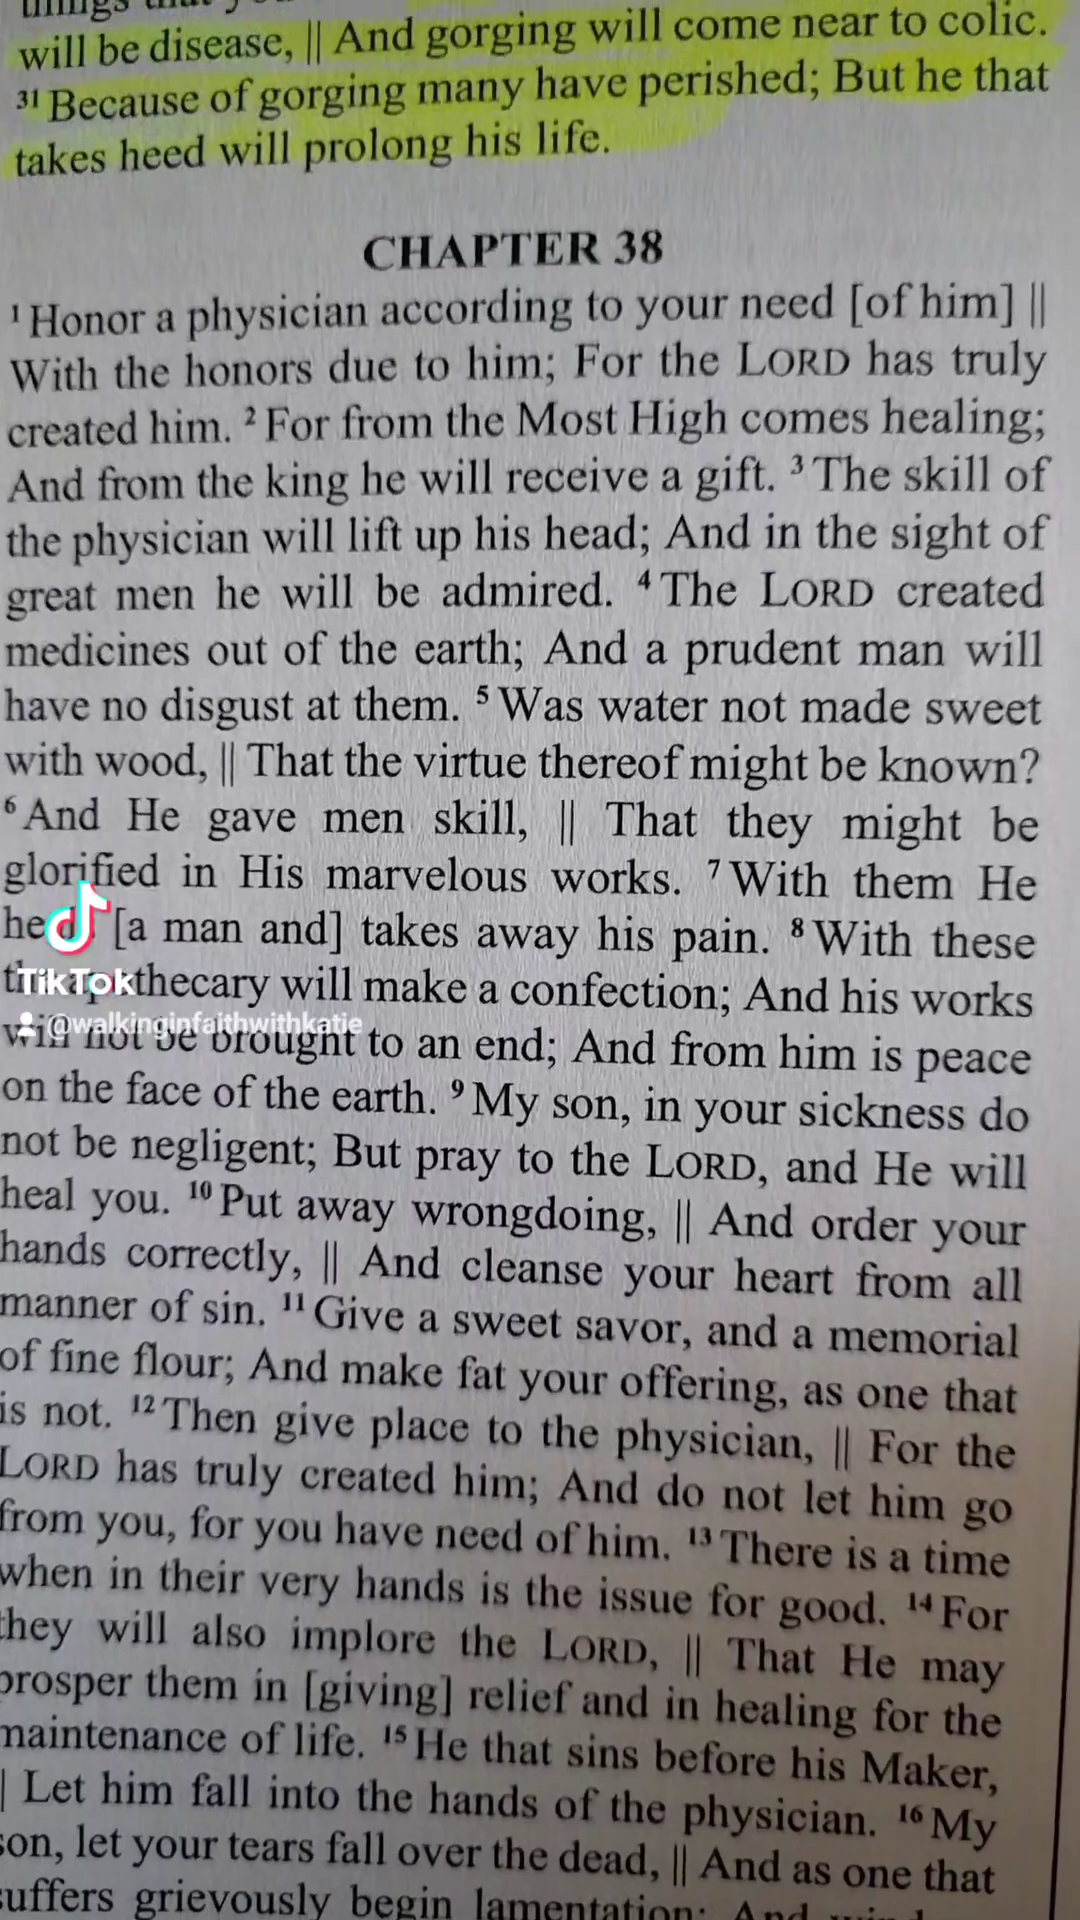 will be disease, || And gorging will come near to colic.
31 Because of gorging many have perished; But he that
takes heed will prolong his life.
CHAPTER 38
1 Honor a physician according to your need [of him] ||
With the honors due to him; For the LORD has truly
created him. 2 For from the Most High comes healing;
And from the king he will receive a gift. 3 The skill of
the physician will lift up his head; And in the sight of
great men he will be admired. 4 The LORD created
medicines out of the earth; And a prudent man will
have no disgust at them. 5 Was water not made sweet
with wood, || That the virtue thereof might be known?
6 And He gave men skill, || That they might be
glorified in His marvelous works. 7 With them He
[a man and] takes away his pain. 8 With these
will make a confection; And his works
will not be brought to an end; And from him is peace
on the face of the earth. 9 My son, in your sickness do
not be negligent; But pray to the LORD, and He will
heal you. 10 Put away wrongdoing, || And order your
hands correctly, || And cleanse your heart from all
manner of sin. 11 Give a sweet savor, and a memorial
of fine flour; And make fat your offering, as one that
is not. 12 Then give place to the physician, || For the
LORD has truly created him; And do not let him go
from you, for you have need of him. 13 There is a time
when in their very hands is the issue for good. 14 For
they will also implore the LORD, || That He may
prosper them in [giving] relief and in healing for the
maintenance of life. 15 He that sins before his Maker,
| Let him fall into the hands of the physician. 16 My
son, let your tears fall over the dead, || And as one that
suffers grievously begin lamentation; And
TikTok
@walkinginfaithwithkatie